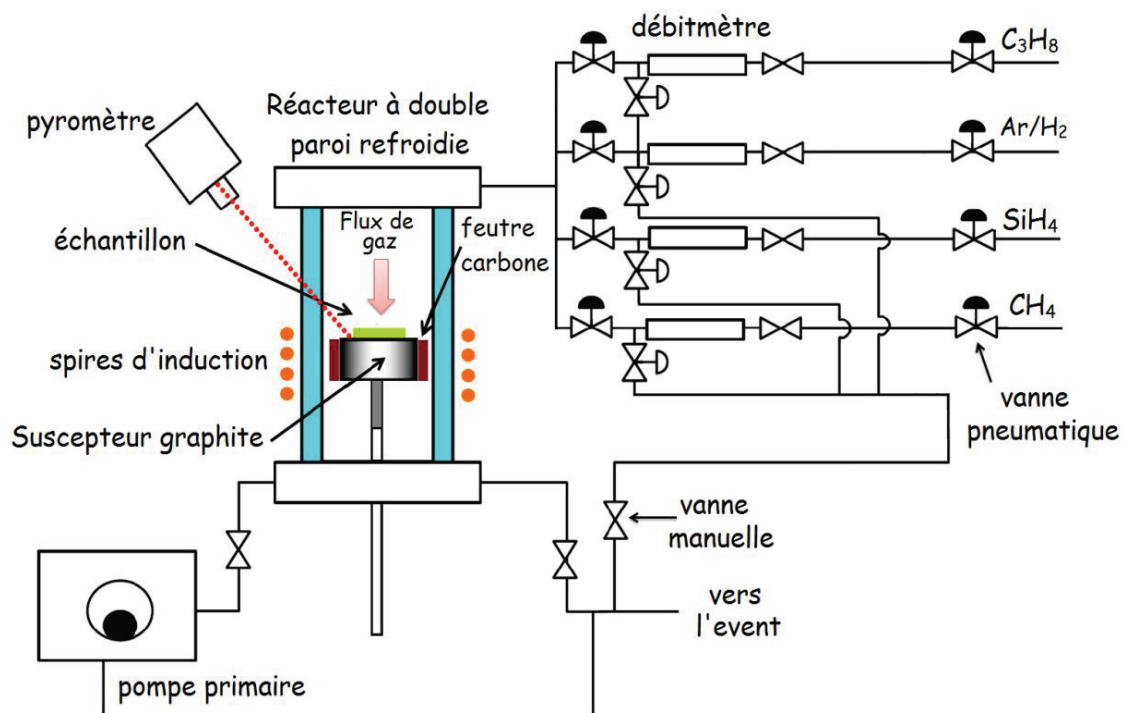 débitmètre
C₃H₈
pyromètre
Réacteur à double
paroi refroidie
Ar/H₂
échantillon
Flux de
gaz
feutre
carbone
SiH₄
CH₄
spires d'induction
Suscepteur graphite
vanne
pneumatique
vanne
manuelle
vers
l'event
pompe primaire